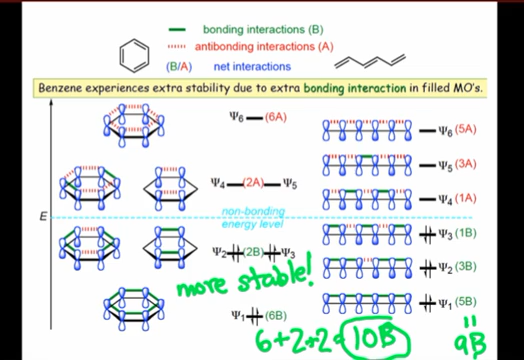 bonding interactions (B)
antibonding interactions (A)
(B/A) net interactions
Benzene experiences extra stability due to extra bonding interaction in filled MO's.
Ψ6 (6A)
Ψ6 (5A)
Ψ5 (3A)
Ψ4 (2A) Ψ5
Ψ4 (1A)
E
non-bonding
energy level
Ψ2 (2B) Ψ3
Ψ3 (1B)
more stable!
Ψ2 (3B)
Ψ1 (6B)
Ψ1 (5B)
6+2+2= 10B
"
9B